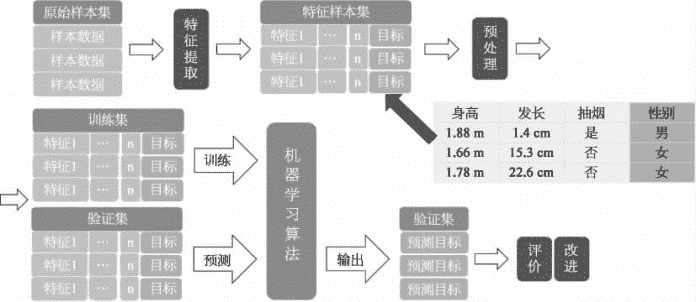 原始样本集
样本数据
样本数据
样本数据
特征提取
特征样本集
特征1 … n 目标
特征1 … n 目标
特征1 … n 目标
预处理
身高 发长 抽烟 性别
1.88 m 1.4 cm 是 男
1.66 m 15.3 cm 否 女
1.78 m 22.6 cm 否 女
训练集
特征1 … n 目标
特征1 … n 目标
特征1 … n 目标
训练
验证集
特征1 … n 目标
特征1 … n 目标
特征1 … n 目标
预测
机器学习算法
输出
验证集
预测目标
预测目标
预测目标
评价
改进